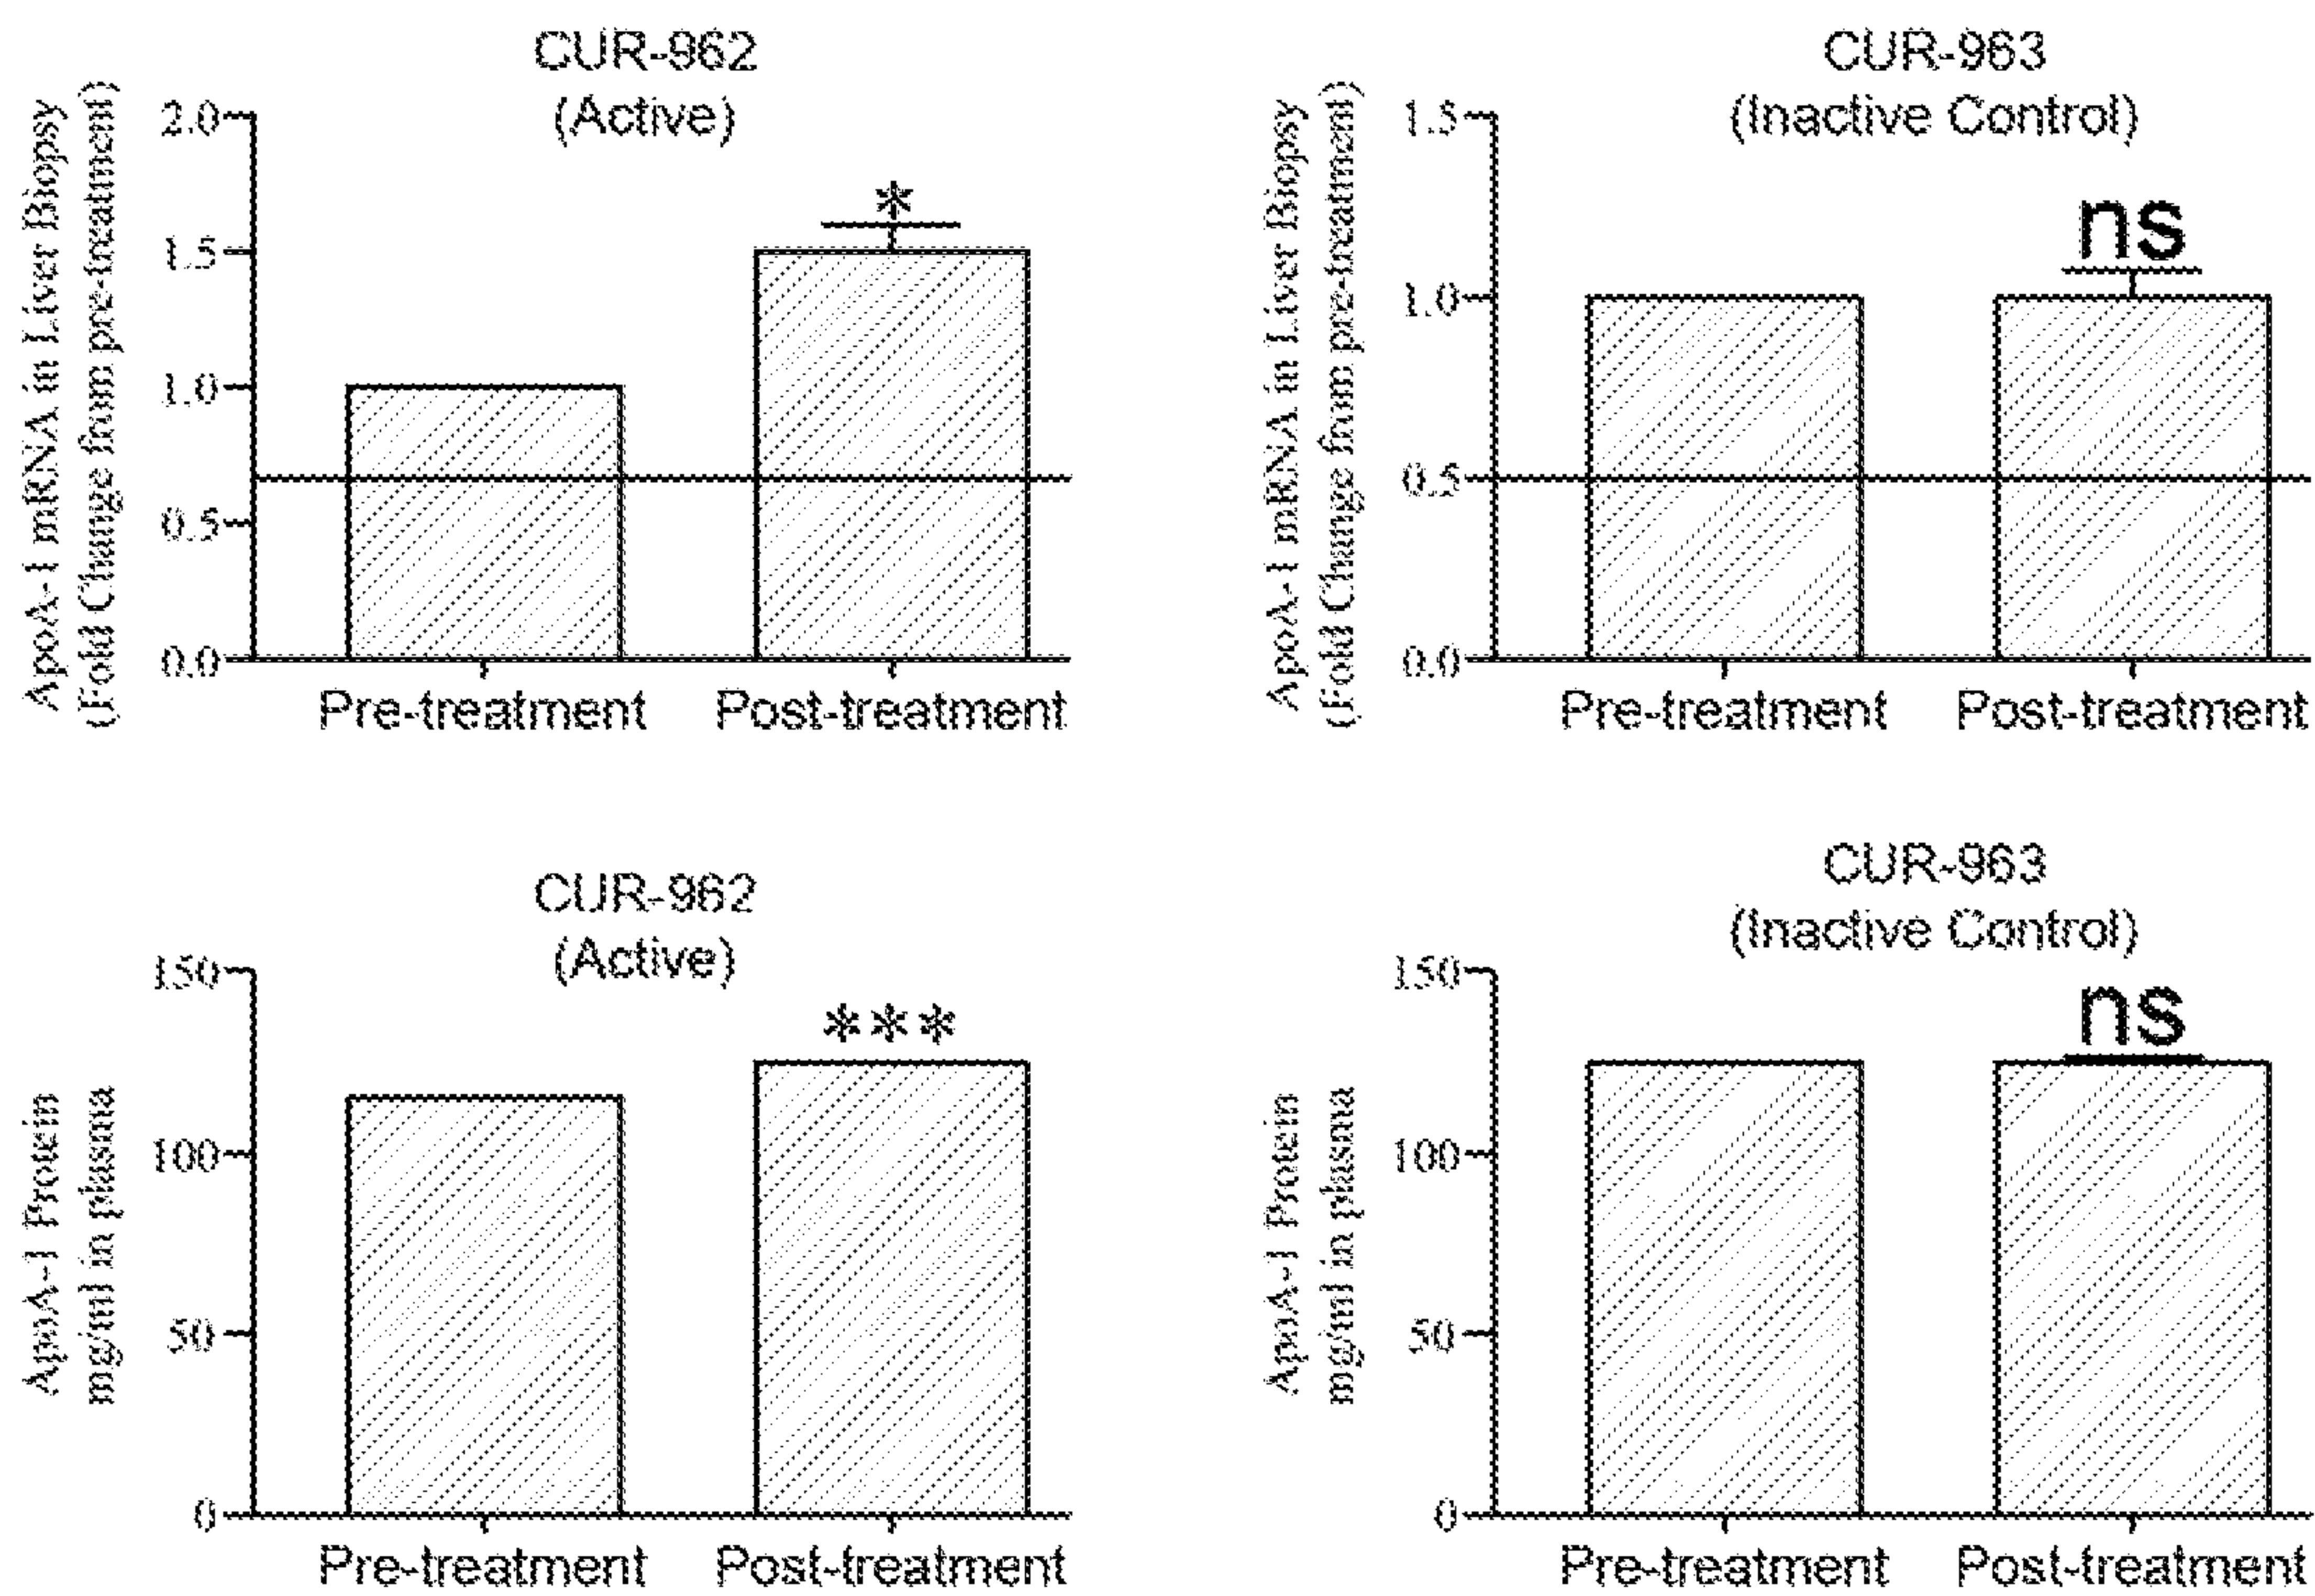 CUR-962
(Active)
ApoA-1 mRNA in Liver Biopsy
(Fold Change from pre-treatment)
2.0
1.5
1.0
0.5
0.0
*
Pre-treatment
Post-treatment
CUR-963
(Inactive Control)
ApoA-1 mRNA in Liver Biopsy
(Fold Change from pre-treatment)
1.5
1.0
0.5
0.0
ns
Pre-treatment
Post-treatment
CUR-962
(Active)
ApoA-1 Protein
mg/ml in plasma
150
100
50
0
***
Pre-treatment
Post-treatment
CUR-963
(Inactive Control)
ApoA-1 Protein
mg/ml in plasma
150
100
50
0
ns
Pre-treatment
Post-treatment